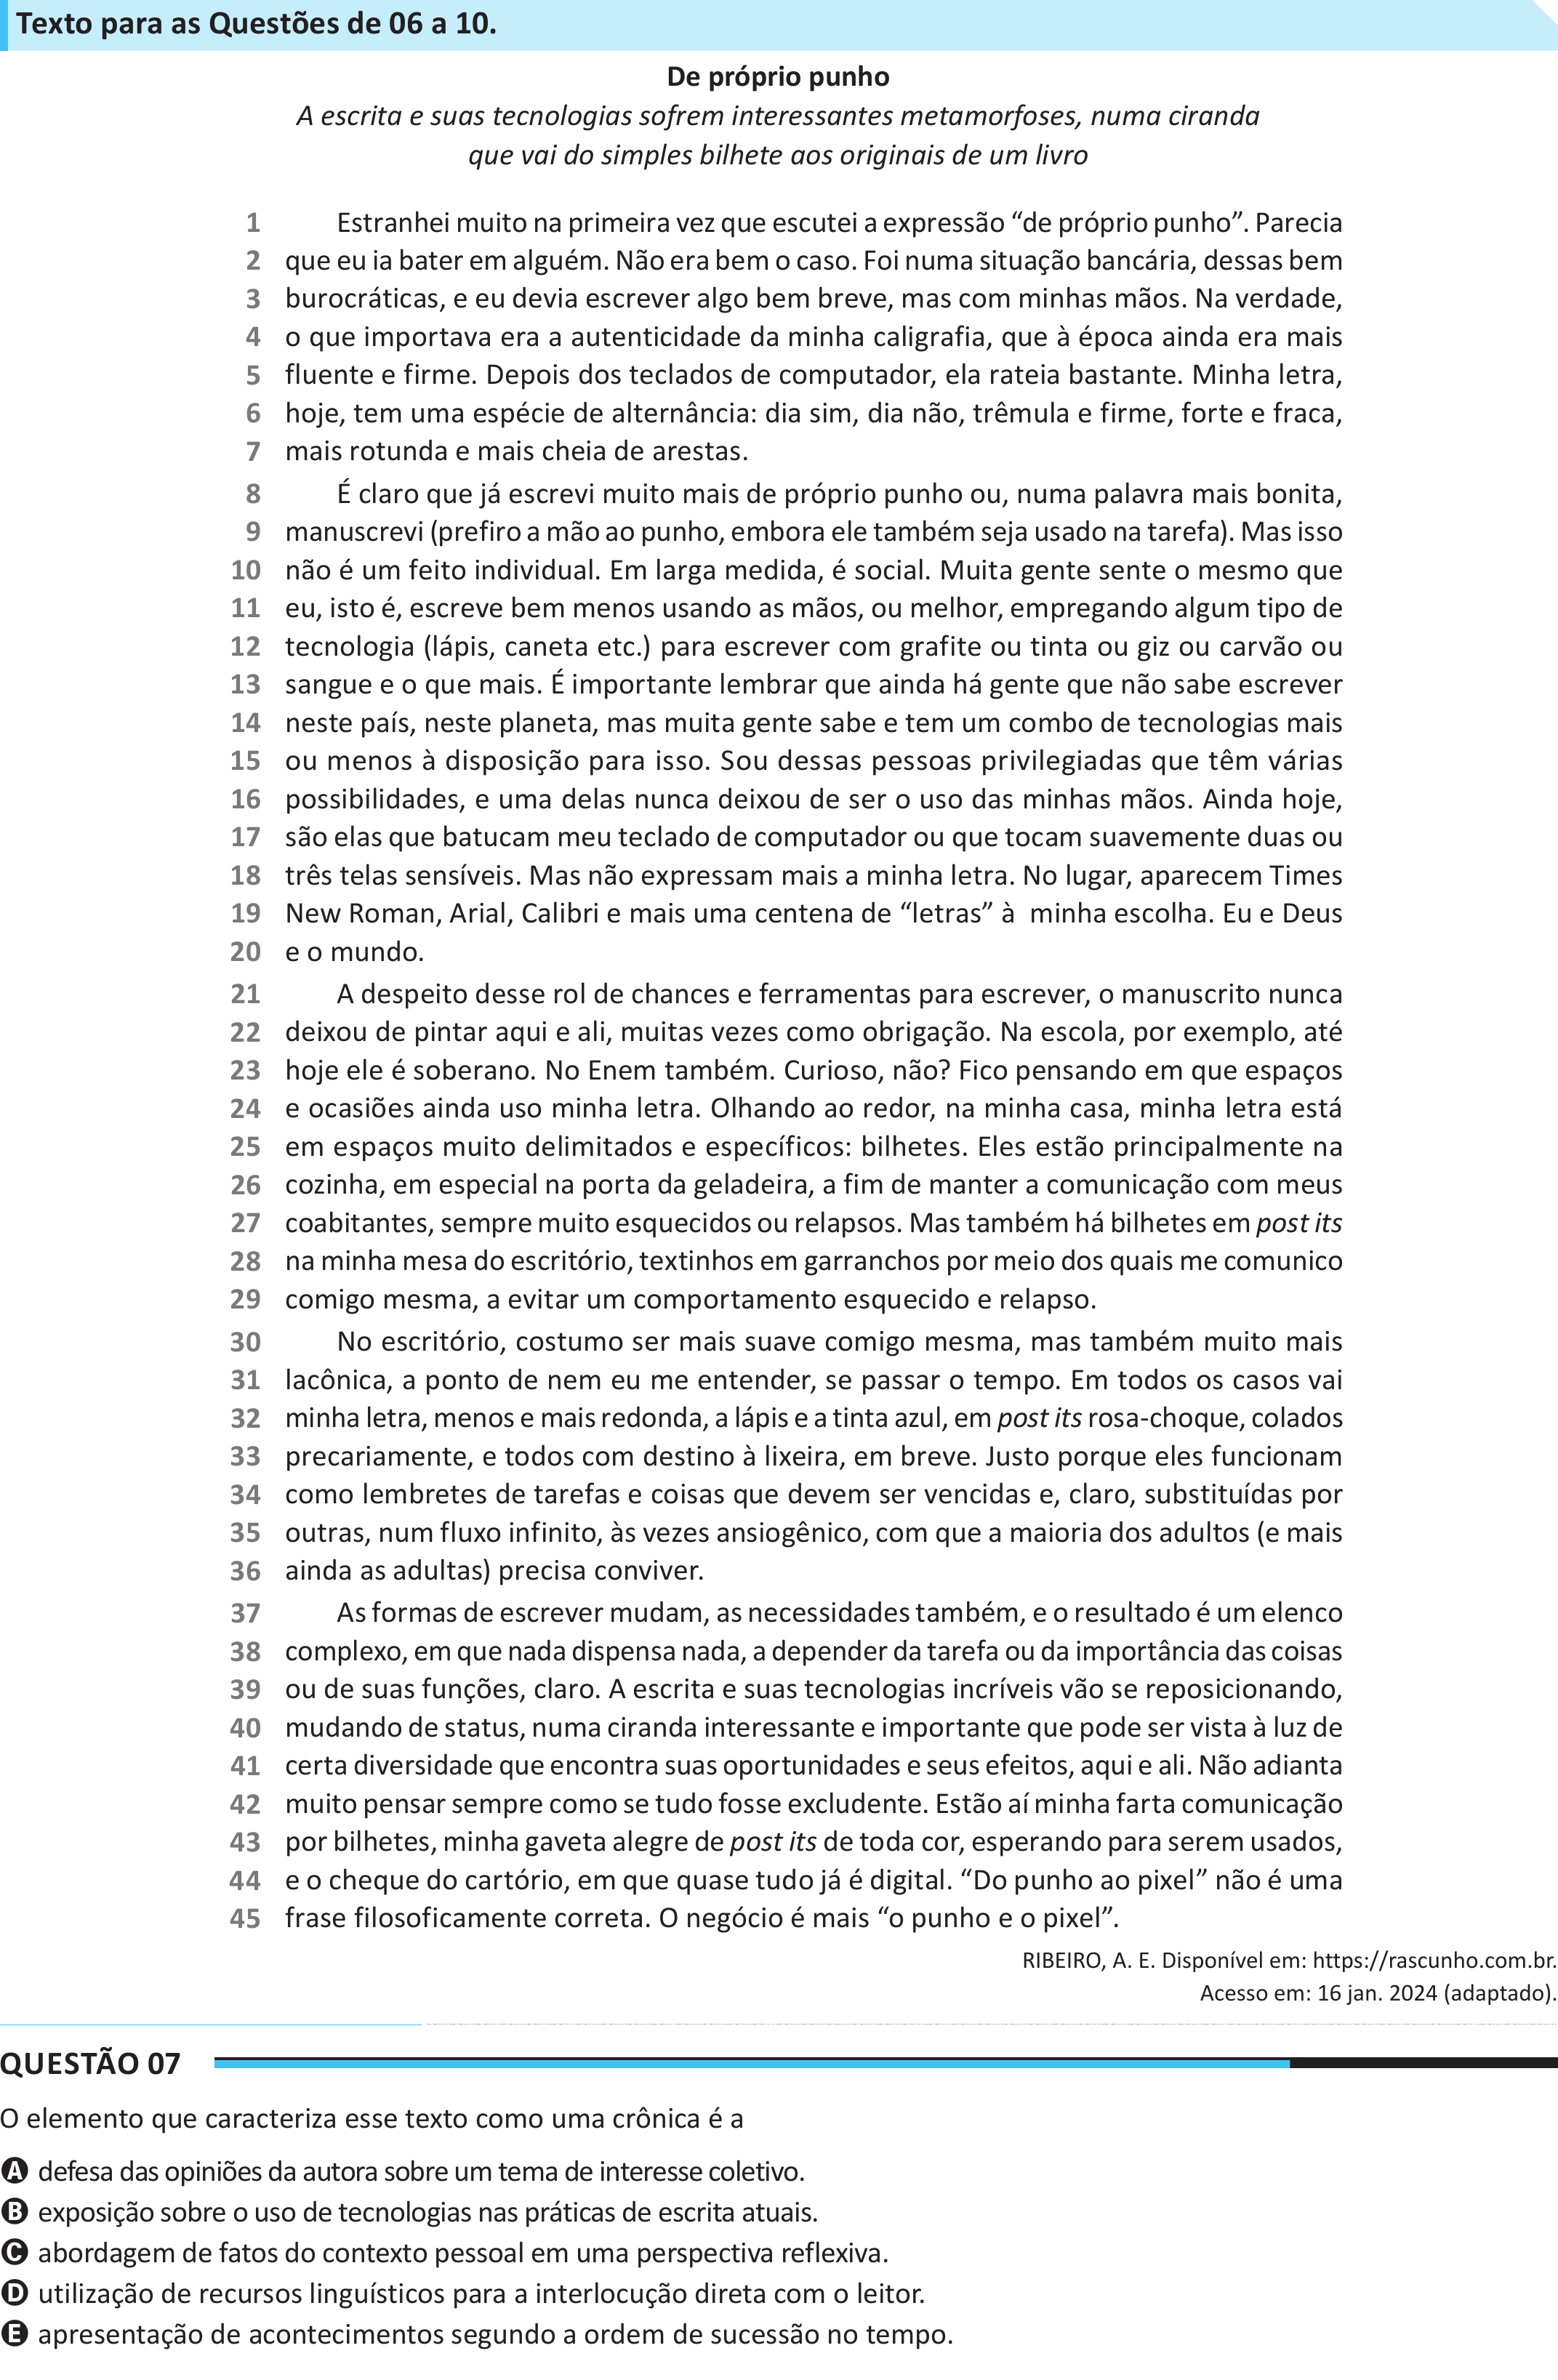 Texto para as Questões de 06 a 10.
De próprio punho
A escrita e suas tecnologias sofrem interessantes metamorfoses, numa ciranda
que vai do simples bilhete aos originais de um livro
1 Estranhei muito na primeira vez que escutei a expressão “de próprio punho”. Parecia
2 que eu ia bater em alguém. Não era bem o caso. Foi numa situação bancária, dessas bem
3 burocráticas, e eu devia escrever algo bem breve, mas com minhas mãos. Na verdade,
4 o que importava era a autenticidade da minha caligrafia, que à época ainda era mais
5 fluente e firme. Depois dos teclados de computador, ela rateia bastante. Minha letra,
6 hoje, tem uma espécie de alternância: dia sim, dia não, trêmula e firme, forte e fraca,
7 mais rotunda e mais cheia de arestas.
8 É claro que já escrevi muito mais de próprio punho ou, numa palavra mais bonita,
9 manuscrevi (prefiro a mão ao punho, embora ele também seja usado na tarefa). Mas isso
10 não é um feito individual. Em larga medida, é social. Muita gente sente o mesmo que
11 eu, isto é, escreve bem menos usando as mãos, ou melhor, empregando algum tipo de
12 tecnologia (lápis, caneta etc.) para escrever com grafite ou tinta ou giz ou carvão ou
13 sangue e o que mais. É importante lembrar que ainda há gente que não sabe escrever
14 neste país, neste planeta, mas muita gente sabe e tem um combo de tecnologias mais
15 ou menos à disposição para isso. Sou dessas pessoas privilegiadas que têm várias
16 possibilidades, e uma delas nunca deixou de ser o uso das minhas mãos. Ainda hoje,
17 são elas que batucam meu teclado de computador ou que tocam suavemente duas ou
18 três telas sensíveis. Mas não expressam mais a minha letra. No lugar, aparecem Times
19 New Roman, Arial, Calibri e mais uma centena de “letras” à minha escolha. Eu e Deus
20 e o mundo.
21 A despeito desse rol de chances e ferramentas para escrever, o manuscrito nunca
22 deixou de pintar aqui e ali, muitas vezes como obrigação. Na escola, por exemplo, até
23 hoje ele é soberano. No Enem também. Curioso, não? Fico pensando em que espaços
24 e ocasiões ainda uso minha letra. Olhando ao redor, na minha casa, minha letra está
25 em espaços muito delimitados e específicos: bilhetes. Eles estão principalmente na
26 cozinha, em especial na porta da geladeira, a fim de manter a comunicação com meus
27 coabitantes, sempre muito esquecidos ou relapsos. Mas também há bilhetes em post its
28 na minha mesa do escritório, textinhos em garranchos por meio dos quais me comunico
29 comigo mesma, a evitar um comportamento esquecido e relapso.
30 No escritório, costumo ser mais suave comigo mesma, mas também muito mais
31 lacônica, a ponto de nem eu me entender, se passar o tempo. Em todos os casos vai
32 minha letra, menos e mais redonda, a lápis e a tinta azul, em post its rosa-choque, colados
33 precariamente, e todos com destino à lixeira, em breve. Justo porque eles funcionam
34 como lembretes de tarefas e coisas que devem ser vencidas e, claro, substituídas por
35 outras, num fluxo infinito, às vezes ansiogênico, com que a maioria dos adultos (e mais
36 ainda as adultas) precisa conviver.
37 As formas de escrever mudam, as necessidades também, e o resultado é um elenco
38 complexo, em que nada dispensa nada, a depender da tarefa ou da importância das coisas
39 ou de suas funções, claro. A escrita e suas tecnologias incríveis vão se reposicionando,
40 mudando de status, numa ciranda interessante e importante que pode ser vista à luz de
41 certa diversidade que encontra suas oportunidades e seus efeitos, aqui e ali. Não adianta
42 muito pensar sempre como se tudo fosse excludente. Estão aí minha farta comunicação
43 por bilhetes, minha gaveta alegre de post its de toda cor, esperando para serem usados,
44 e o cheque do cartório, em que quase tudo já é digital. “Do punho ao pixel” não é uma
45 frase filosoficamente correta. O negócio é mais “o punho e o pixel”.
RIBEIRO, A. E. Disponível em: https://rascunho.com.br.
Acesso em: 16 jan. 2024 (adaptado).
QUESTÃO 07
O elemento que caracteriza esse texto como uma crônica é a
A defesa das opiniões da autora sobre um tema de interesse coletivo.
B exposição sobre o uso de tecnologias nas práticas de escrita atuais.
C abordagem de fatos do contexto pessoal em uma perspectiva reflexiva.
D utilização de recursos linguísticos para a interlocução direta com o leitor.
E apresentação de acontecimentos segundo a ordem de sucessão no tempo.